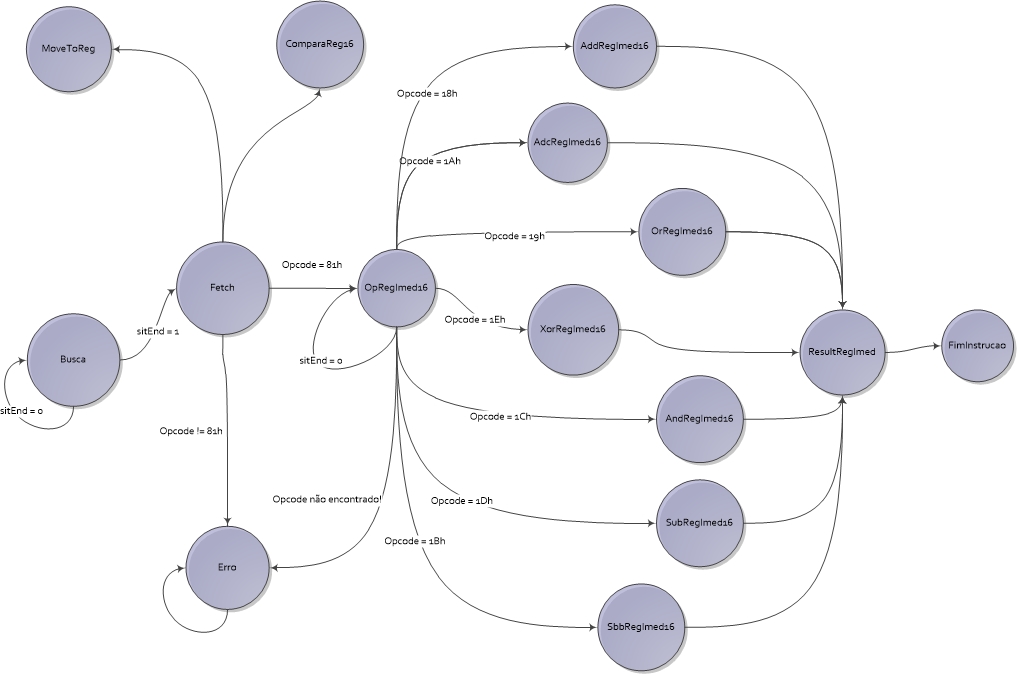 MoveToReg
ComparaReg16
AddRegImed16
Opcode = 18h
AdcRegImed16
Opcode = 1Ah
OrRegImed16
Opcode = 19h
Opcode = 81h
Fetch
OpRegImed16
Opcode = 1Eh
XorRegImed16
sitEnd = 1
Busca
sitEnd = 0
sitEnd = 0
ResultRegImed
FimInstrucao
Opcode = 1Ch
AndRegImed16
Opcode != 81h
Opcode não encontrado!
Opcode = 1Dh
SubRegImed16
Opcode = 1Bh
Erro
SbbRegImed16